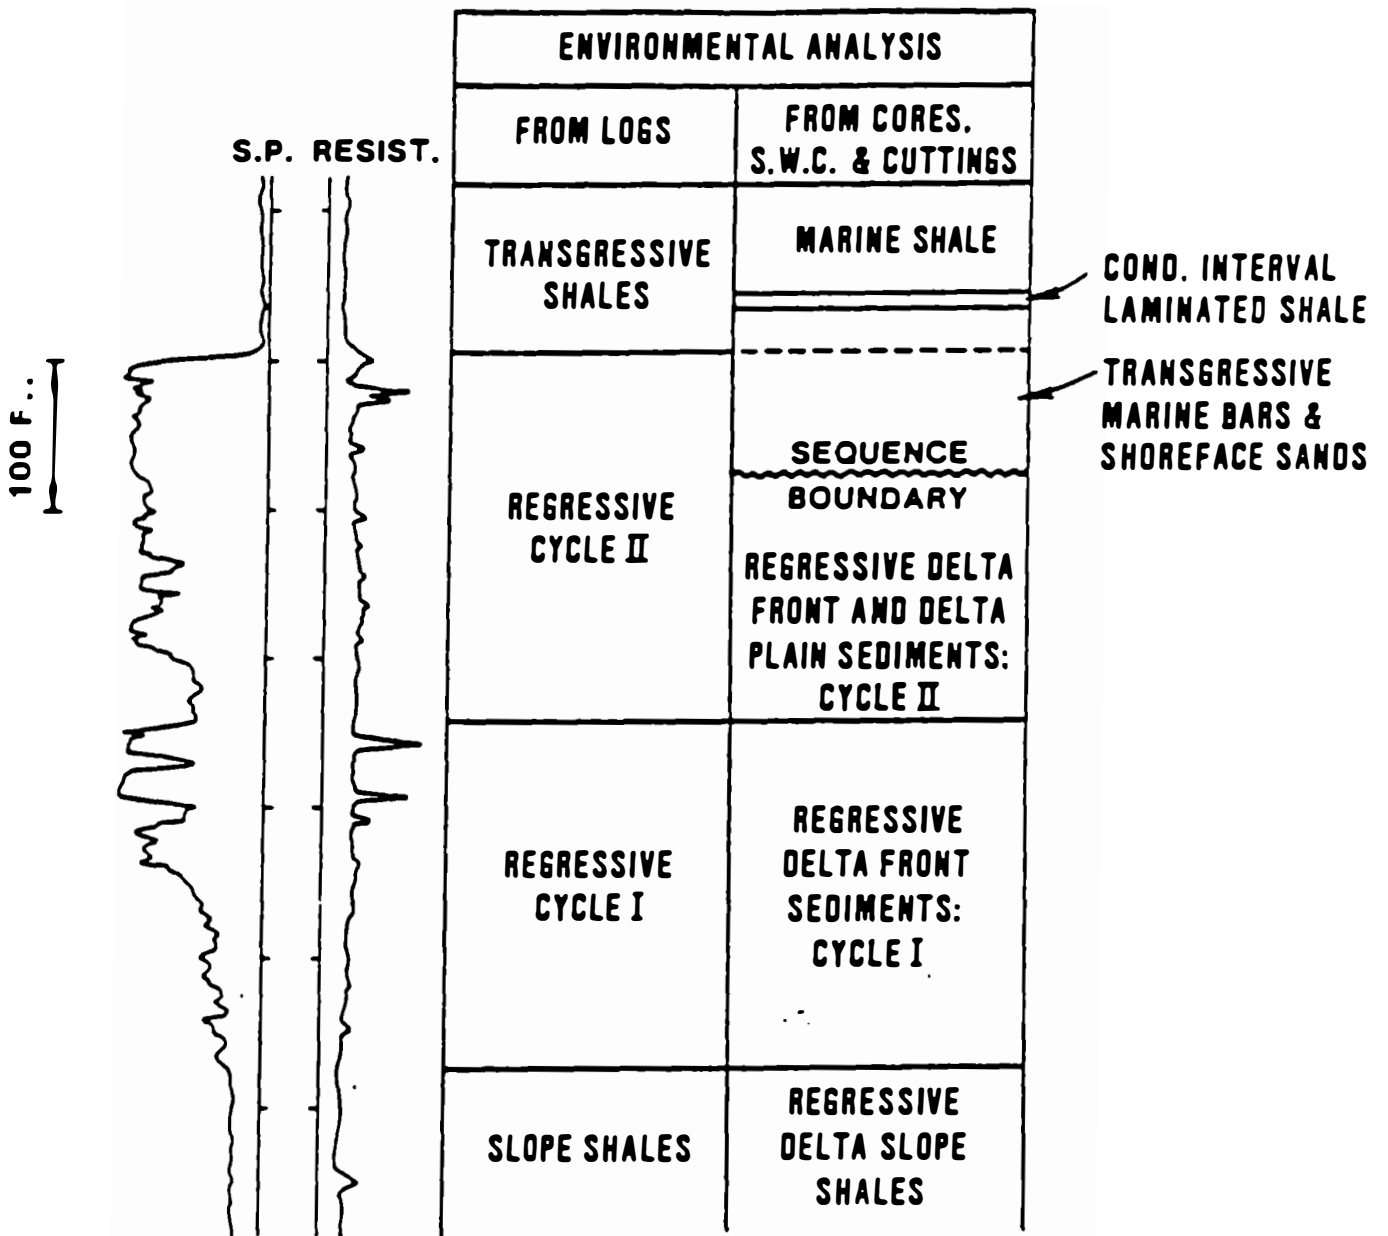 ENVIRONMENTAL ANALYSIS
FROM LOGS
FROM CORES,
S.W.C. & CUTTINGS
S.P. RESIST.
TRANSGRESSIVE
SHALES
MARINE SHALE
COND. INTERVAL
LAMINATED SHALE
TRANSGRESSIVE
MARINE BARS &
SHOREFACE SANDS
100 F..
SEQUENCE
BOUNDARY
REGRESSIVE
CYCLE II
REGRESSIVE DELTA
FRONT AND DELTA
PLAIN SEDIMENTS:
CYCLE II
REGRESSIVE
CYCLE I
REGRESSIVE
DELTA FRONT
SEDIMENTS:
CYCLE I
SLOPE SHALES
REGRESSIVE
DELTA SLOPE
SHALES